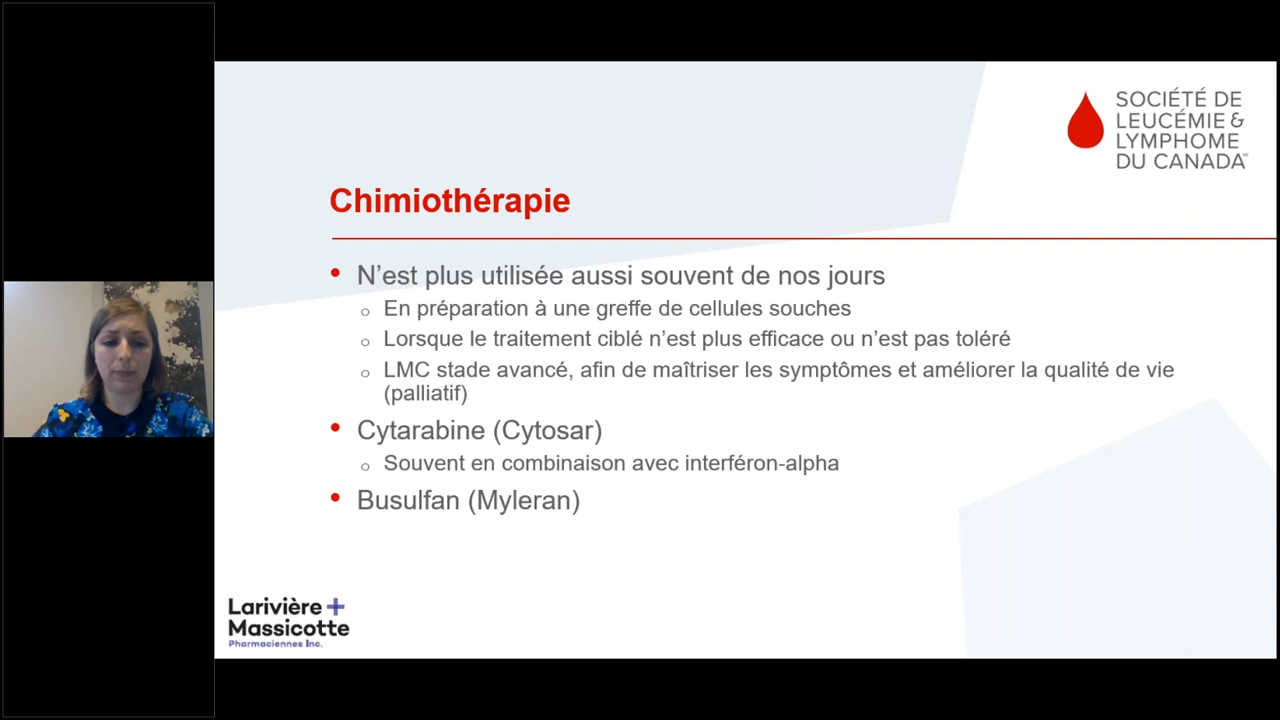 SOCIÉTÉ DE
LEUCÉMIE &
LYMPHOME
DU CANADA
Chimiothérapie
• N’est plus utilisée aussi souvent de nos jours
o En préparation à une greffe de cellules souches
o Lorsque le traitement ciblé n’est plus efficace ou n’est pas toléré
o LMC stade avancé, afin de maîtriser les symptômes et améliorer la qualité de vie
(palliatif)
• Cytarabine (Cytosar)
o Souvent en combinaison avec interféron-alpha
• Busulfan (Myleran)
Larivière +
Massicotte
Pharmaciennes Inc.